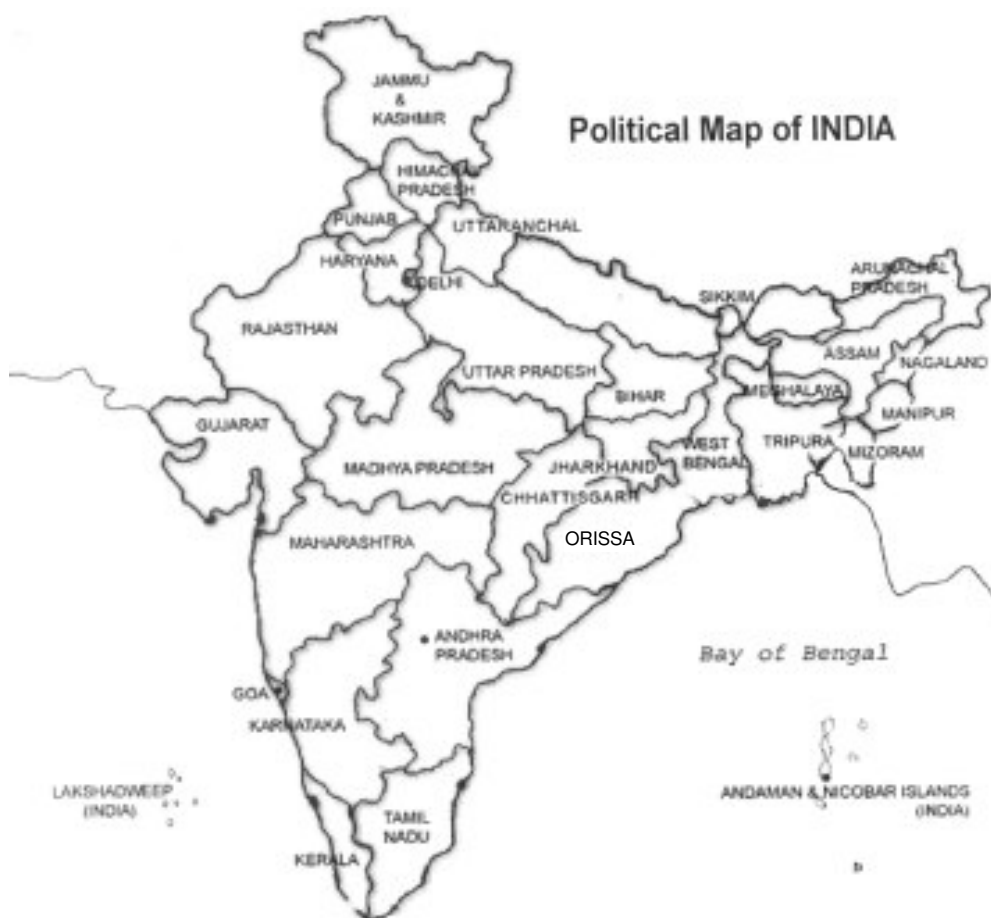 JAMMU
&
KASHMIR
Political Map of INDIA
HIMACHAL
PRADESH
PUNJAB
UTTARANCHAL
HARYANA
DELHI
ARUNACHAL
PRADESH
SIKKIM
RAJASTHAN
ASSAM
NAGALAND
UTTAR PRADESH
BIHAR
MEGHALAYA
MANIPUR
GUJARAT
TRIPURA
MIZORAM
WEST
BENGAL
MADHYA PRADESH
JHARKHAND
CHHATTISGARH
ORISSA
MAHARASHTRA
ANDHRA
PRADESH
Bay of Bengal
GOA
KARNATAKA
LAKSHADWEEP
(INDIA)
ANDAMAN & NICOBAR ISLANDS
(INDIA)
TAMIL
NADU
KERALA